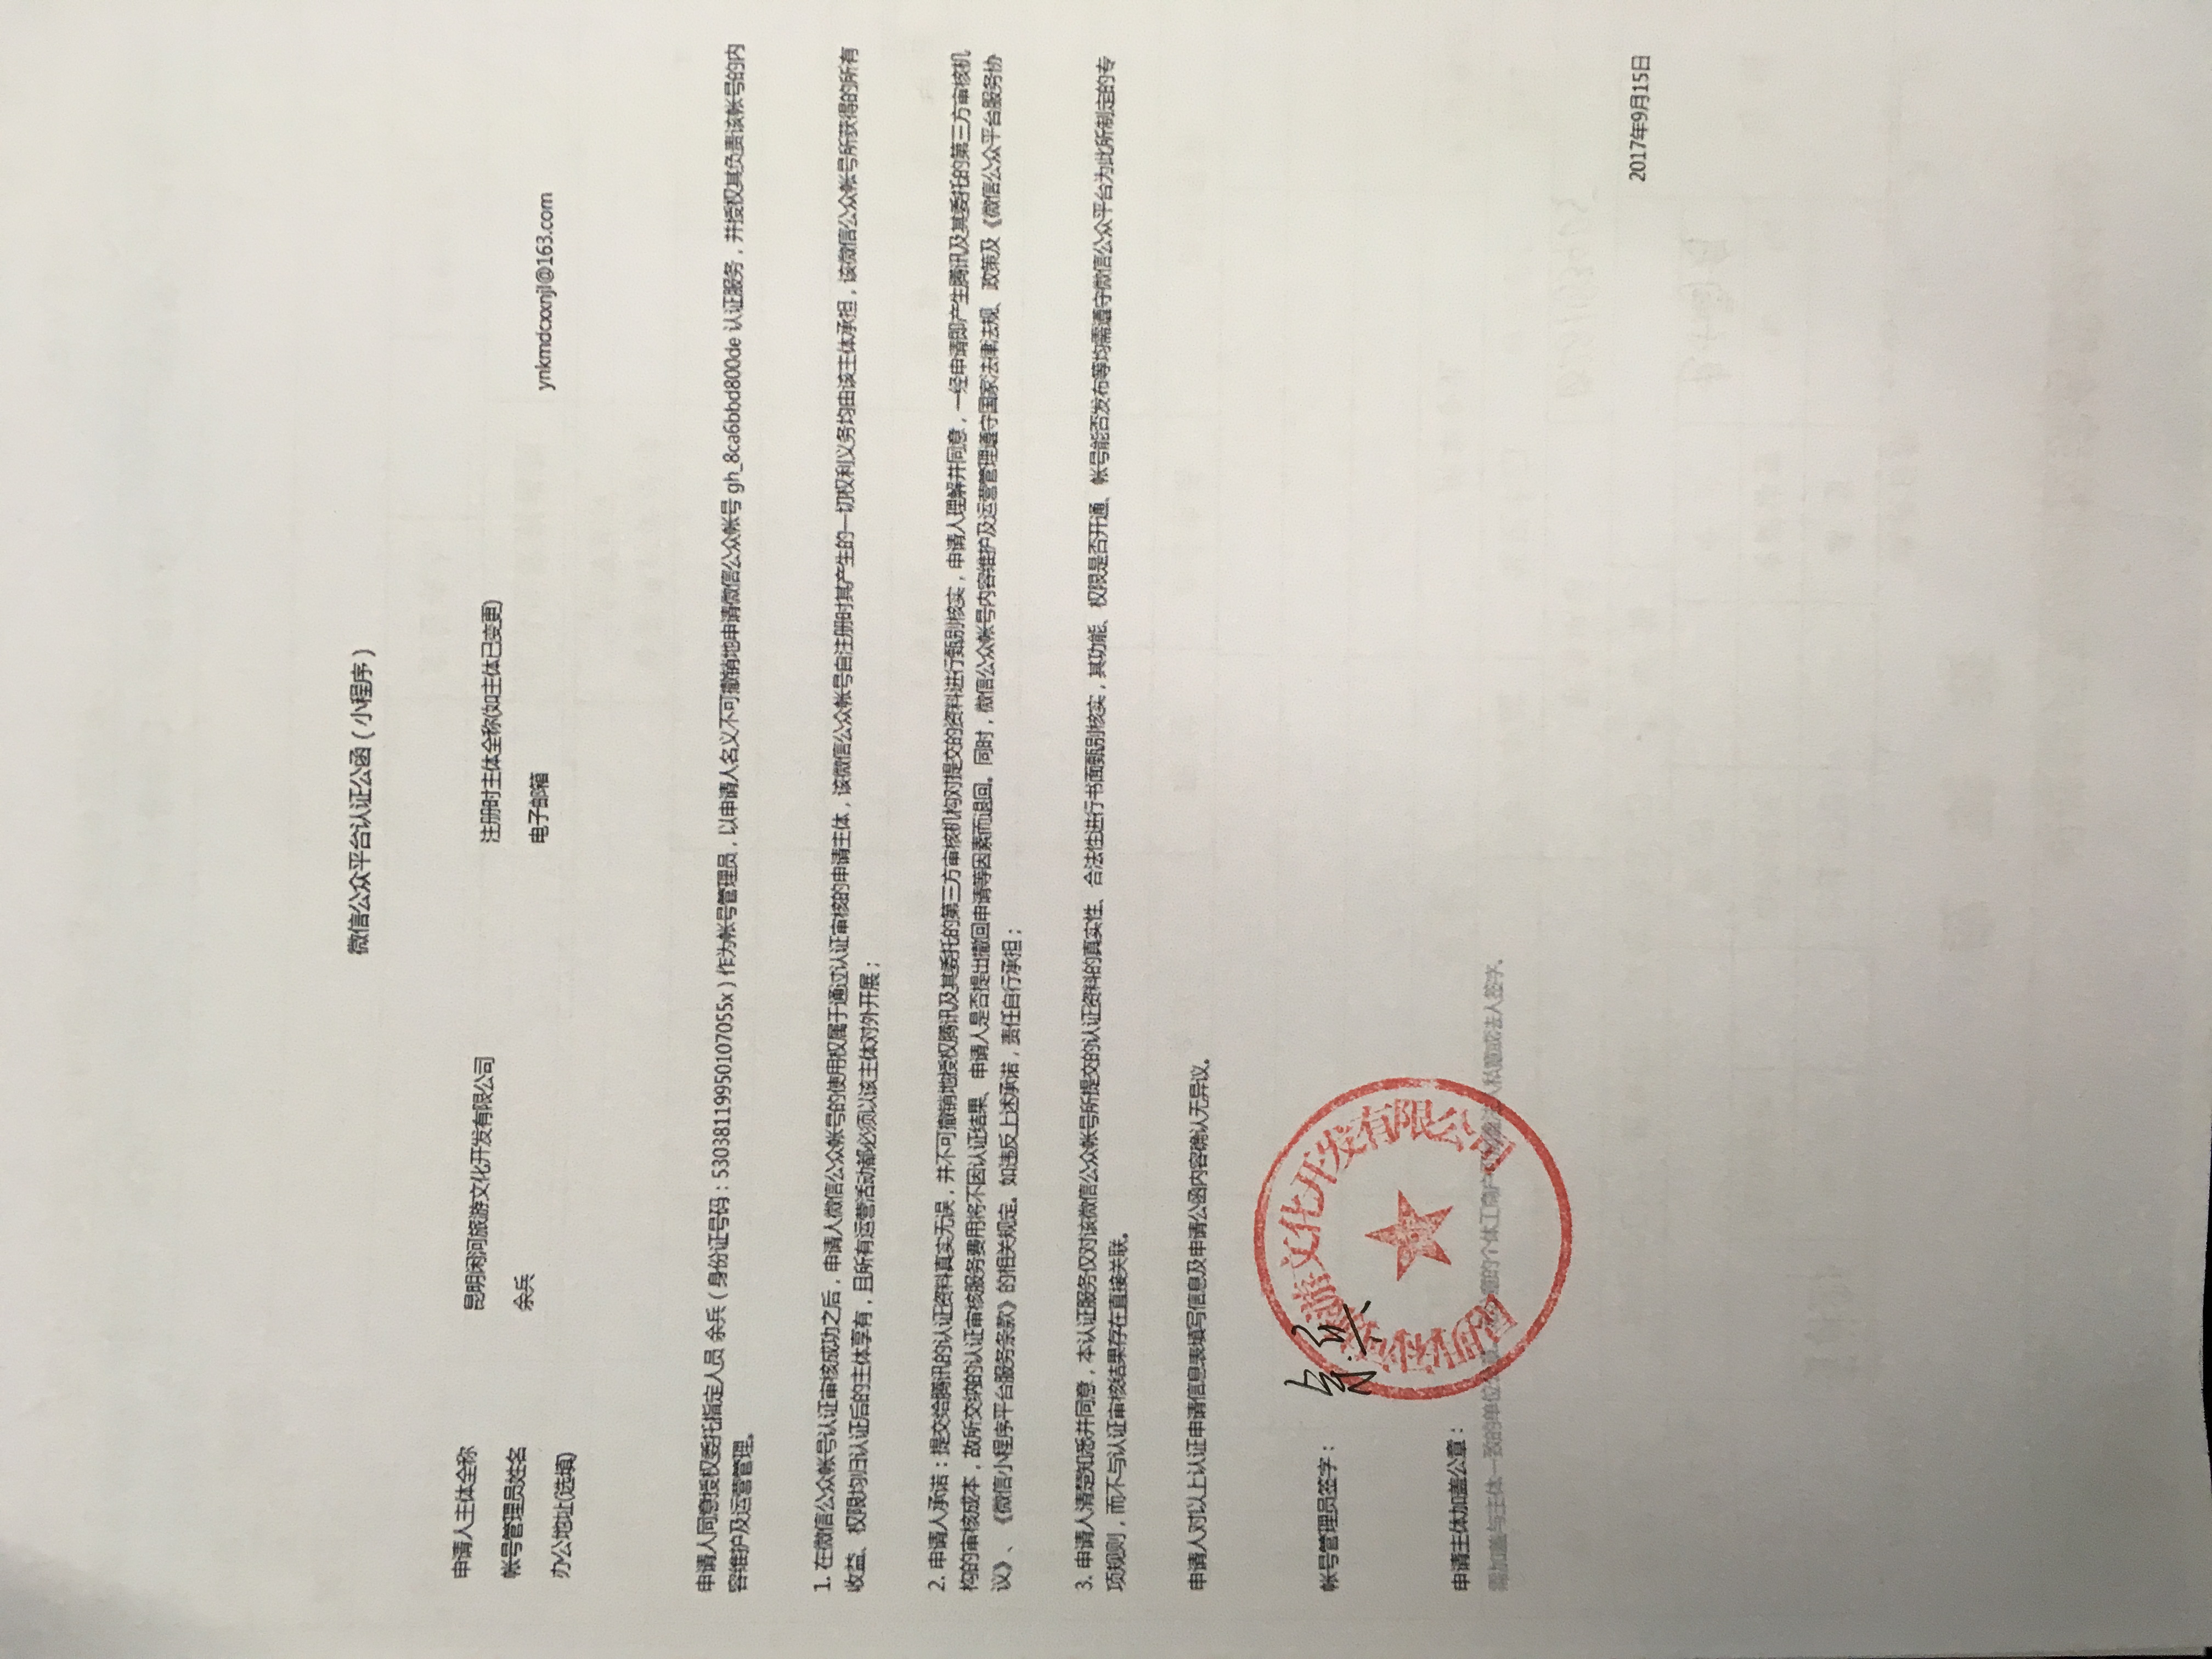 微信公众平台认证公函（小程序）
申请人主体全称 昆明闲河旅游文化开发有限公司 注册时主体全称(如主体已变更)
帐号管理员姓名 余兵 电子邮箱 ynkmdcxxnjl@163.com
办公地址(选填)
申请人同意授权委托指定人员 余兵（身份证号码：53038119950107055x）作为帐号管理员，以申请人名义不可撤销地申请微信公众帐号 gh_8ca6bbd800de 认证服务，并授权其负责该帐号的内
容维护及运营管理。
1. 在微信公众帐号认证审核成功之后，申请人微信公众帐号的使用权属于通过认证审核的申请主体，该微信公众帐号自注册时其产生的一切权利义务均由该主体承担，该微信公众帐号所获得的所有
收益、权限均归认证后的主体享有，且所有运营活动都必须以该主体对外开展；
2. 申请人承诺：提交给腾讯的认证资料真实无误，并不可撤销地授权腾讯及其委托的第三方审核机构对提交的资料进行甄别核实，申请人理解并同意，一经申请即产生腾讯及其委托的第三方审核机
构的审核成本，故所交纳的认证审核服务费用将不因认证结果、申请人是否提出撤回申请等因素而退回。同时，微信公众帐号内容维护及运营管理遵守国家法律法规、政策及《微信公众平台服务协
议》、《微信小程序平台服务条款》的相关规定。如违反上述承诺，责任自行承担；
3. 申请人清楚知悉并同意，本认证服务仅对该微信公众帐号所提交的认证资料的真实性、合法性进行书面甄别核实，其功能、权限是否开通、帐号能否发布等均需遵守微信公众平台为此所制定的专
项规则，而不与认证审核结果存在直接关联。
申请人对以上认证申请信息表填写信息及申请公函内容确认无异议。
帐号管理员签字： 余兵
昆明闲河旅游文化开发有限公司
申请主体加盖公章：
需加盖与主体一致的单位公章。 的个体工商户可加盖法人私章或法人签字。
2017年9月15日